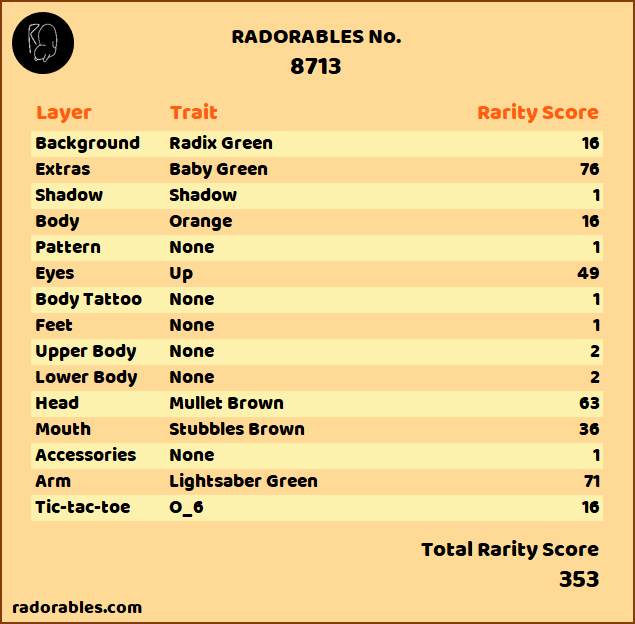 RADORABLES No.
8713
Layer Trait Rarity Score
Background Radix Green 16
Extras Baby Green 76
Shadow Shadow 1
Body Orange 16
Pattern None 1
Eyes Up 49
Body Tattoo None 1
Feet None 1
Upper Body None 2
Lower Body None 2
Head Mullet Brown 63
Mouth Stubbles Brown 36
Accessories None 1
Arm Lightsaber Green 71
Tic-tac-toe O_6 16
Total Rarity Score
353
radorables.com